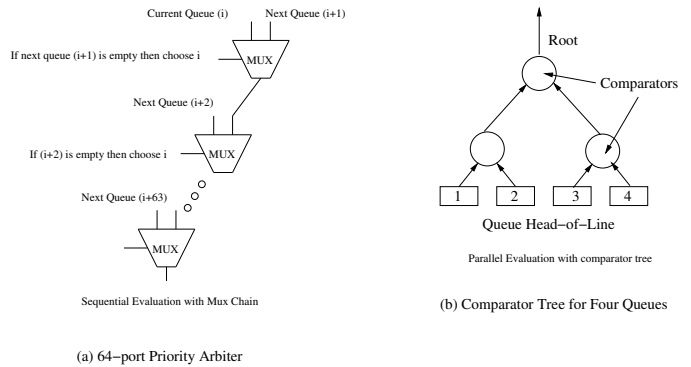 Current Queue (i)
Next Queue (i+1)
If next queue (i+1) is empty then choose i
MUX
Next Queue (i+2)
If (i+2) is empty then choose i
MUX
Next Queue (i+63)
MUX
Sequential Evaluation with Mux Chain
(a) 64−port Priority Arbiter
Root
Comparators
1
2
3
4
Queue Head−of−Line
Parallel Evaluation with comparator tree
(b) Comparator Tree for Four Queues